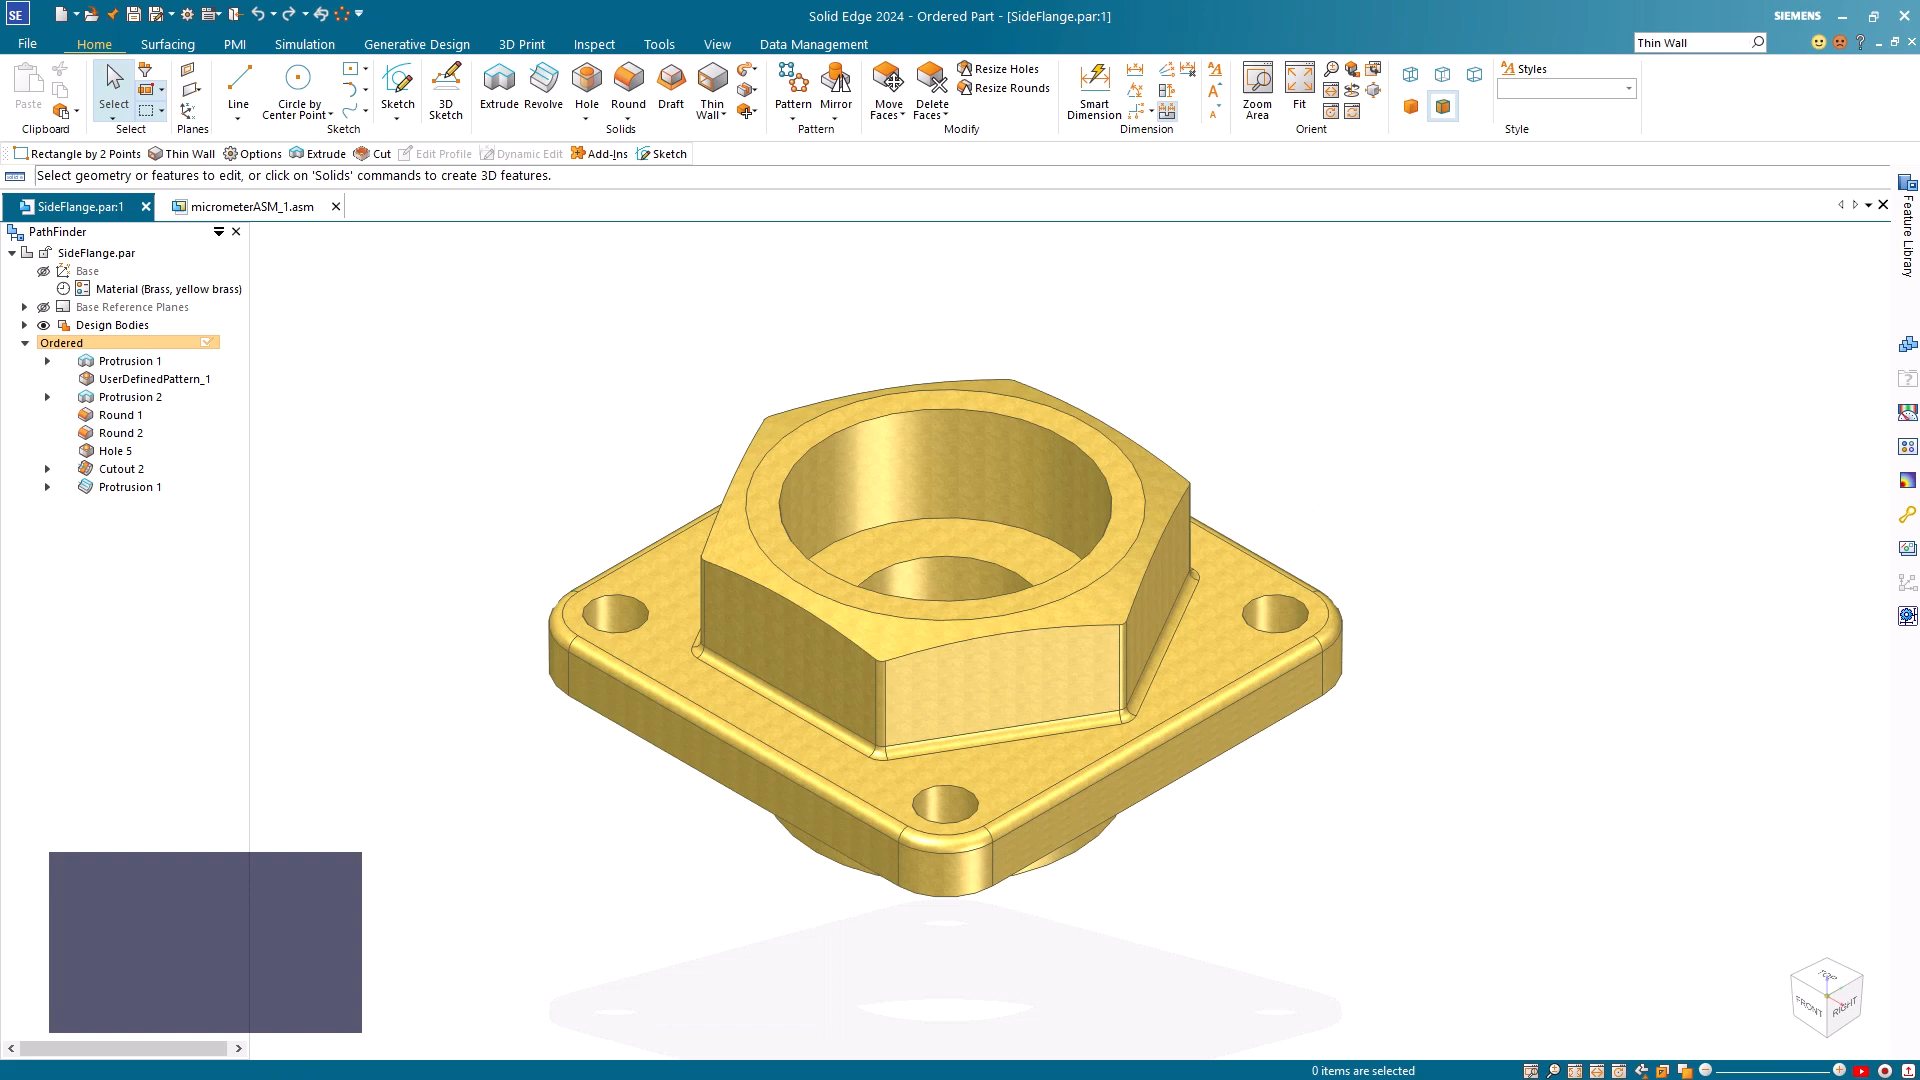 SE
Solid Edge 2024 - Ordered Part - [SideFlange.par:1]
SIEMENS
File Home Surfacing PMI Simulation Generative Design 3D Print Inspect Tools View Data Management
Thin Wall
Paste
Clipboard
Select
Select
Planes
Line
Circle by
Center Point
Sketch
3D
Sketch
Sketch
Extrude Revolve Hole Round Draft Thin
Wall
Solids
Pattern Mirror
Pattern
Move
Faces
Delete
Faces
Resize Holes
Resize Rounds
Modify
Smart
Dimension
Dimension
Zoom
Area
Fit
Orient
Styles
Style
Rectangle by 2 Points Thin Wall Options Extrude Cut Edit Profile Dynamic Edit Add-Ins Sketch
Select geometry or features to edit, or click on 'Solids' commands to create 3D features.
SideFlange.par:1
micrometerASM_1.asm
PathFinder
SideFlange.par
Base
Material (Brass, yellow brass)
Base Reference Planes
Design Bodies
Ordered
Protrusion 1
UserDefinedPattern_1
Protrusion 2
Round 1
Round 2
Hole 5
Cutout 2
Protrusion 1
Feature Library
TOP
FRONT
RIGHT
0 items are selected